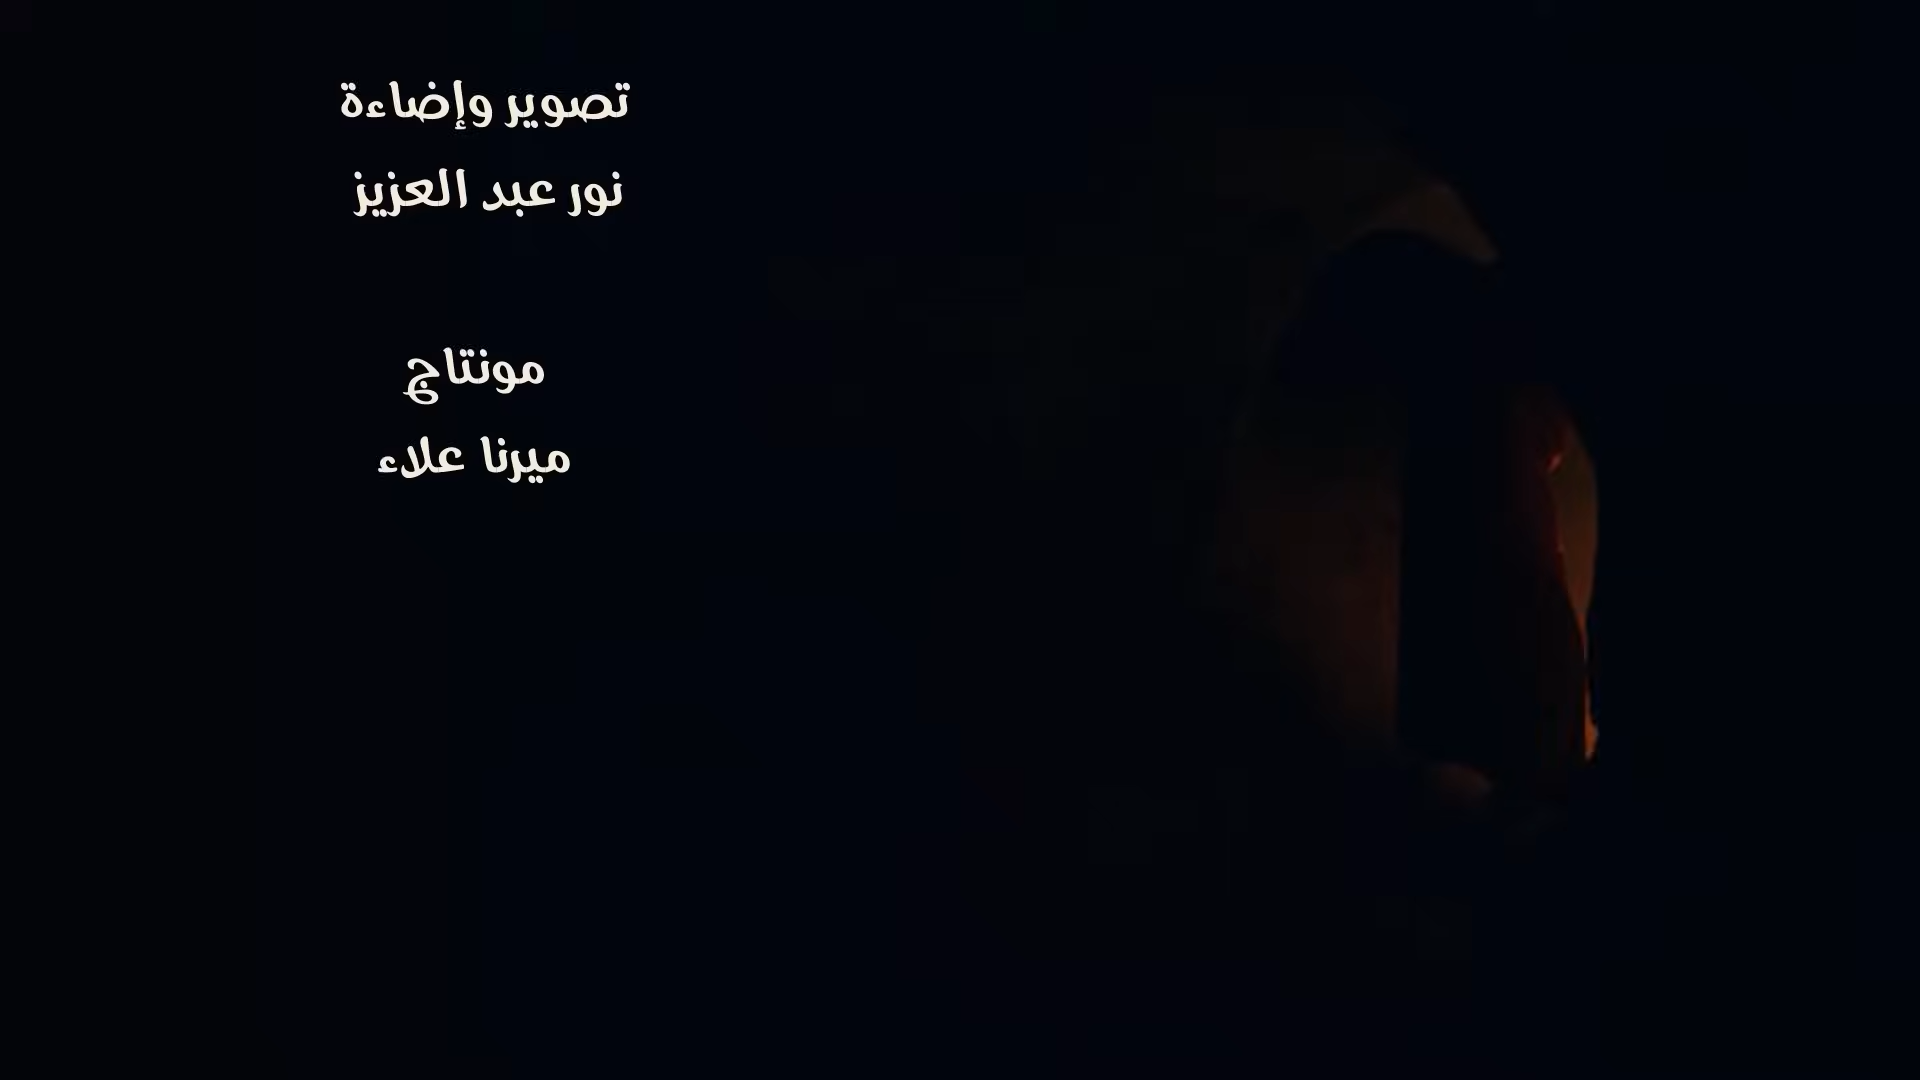 تصوير وإضاءة
نور عبد العزيز
مونتاج
ميرنا علاء